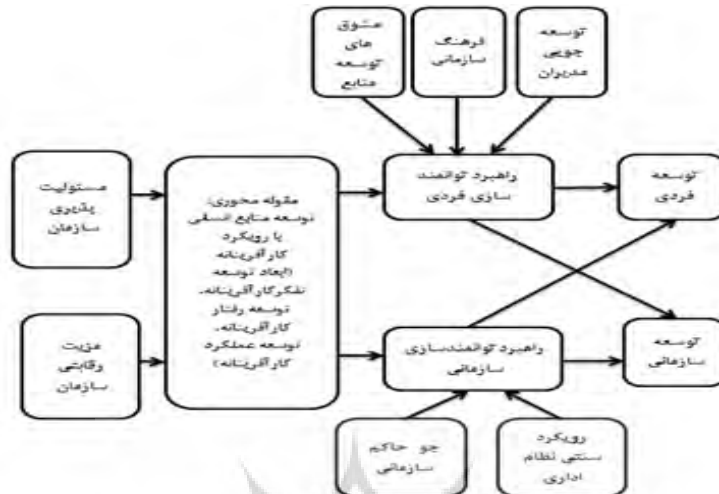 توسعه
جویی
مدیران
فرهنگ
سازمانی
مشوق
های
توسعه
منابع
مسئولیت
پذیری
سازمان
مقوله محوری:
توسعه منابع انسانی
با رویکرد
کارآفرینانه
(ابعاد توسعه
تفکرکارآفرینانه،
توسعه رفتار
کارآفرینانه،
توسعه عملکرد
کارآفرینانه)
راهبرد توانمند
سازی فردی
توسعه
فردی
مزیت
رقابتی
سازمان
راهبرد توانمندسازی
سازمانی
توسعه
سازمانی
رویکرد
سنتی نظام
اداری
جو حاکم
سازمانی